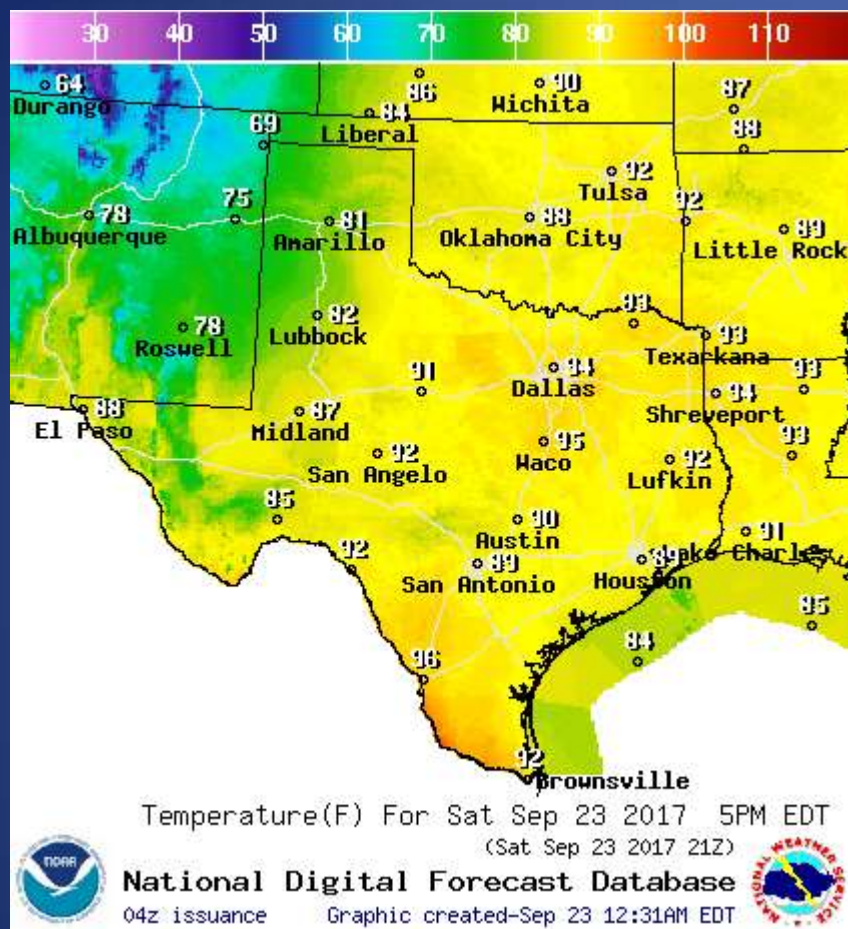 30 40 50 60 70 80 90 100 110
64
Durango
86
90
Wichita
87
84
Liberal
69
88
92
Tulsa
78
Albuquerque
75
81
Amarillo
88
Oklahoma City
92
89
Little Rock
78
Roswell
82
Lubbock
93
93
Texarkana
91
94
Dallas
94
Shreveport
93
88
El Paso
87
Midland
92
San Angelo
95
Waco
92
Lufkin
93
85
90
Austin
91
92
89
San Antonio
89
Houston
Lake Charles
85
84
96
92
Brownsville
Temperature(F) For Sat Sep 23 2017 5PM EDT
(Sat Sep 23 2017 21Z)
NOAA
National Digital Forecast Database
04z issuance Graphic created-Sep 23 12:31AM EDT
NATIONAL WEATHER SERVICE